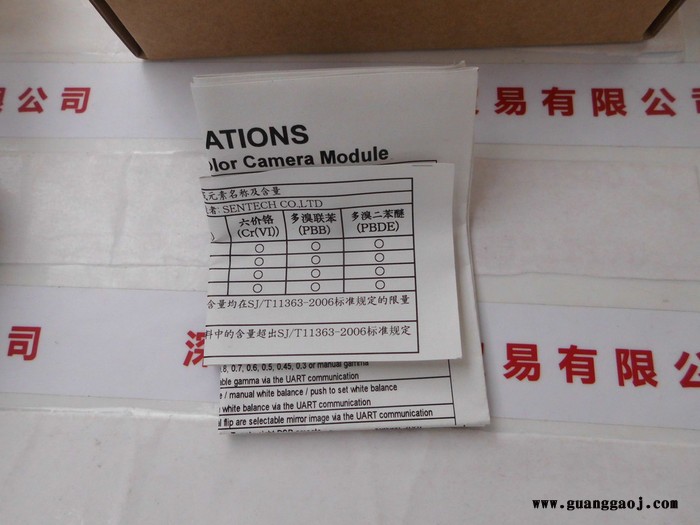 公司
易有限公司
ATIONS
olor Camera Module
元素名称及含量
者: SENTECH CO.,LTD
六价铬 多溴联苯 多溴二苯醚
(Cr(VI)) (PBB) (PBDE)
○ ○ ○
○ ○ ○
○ ○ ○
○ ○ ○
含量均在SJ/T11363-2006标准规定的限量
料中的含量超出SJ/T11363-2006标准规定
司 深 易有限公司
.8, 0.7, 0.6, 0.5, 0.45, 0.3 or manual gamma
able gamma via the UART communication
e / manual white balance / push to set white balance
white balance via the UART communication
al flip are selectable mirror image via the UART communication
www.guanggaoj.com